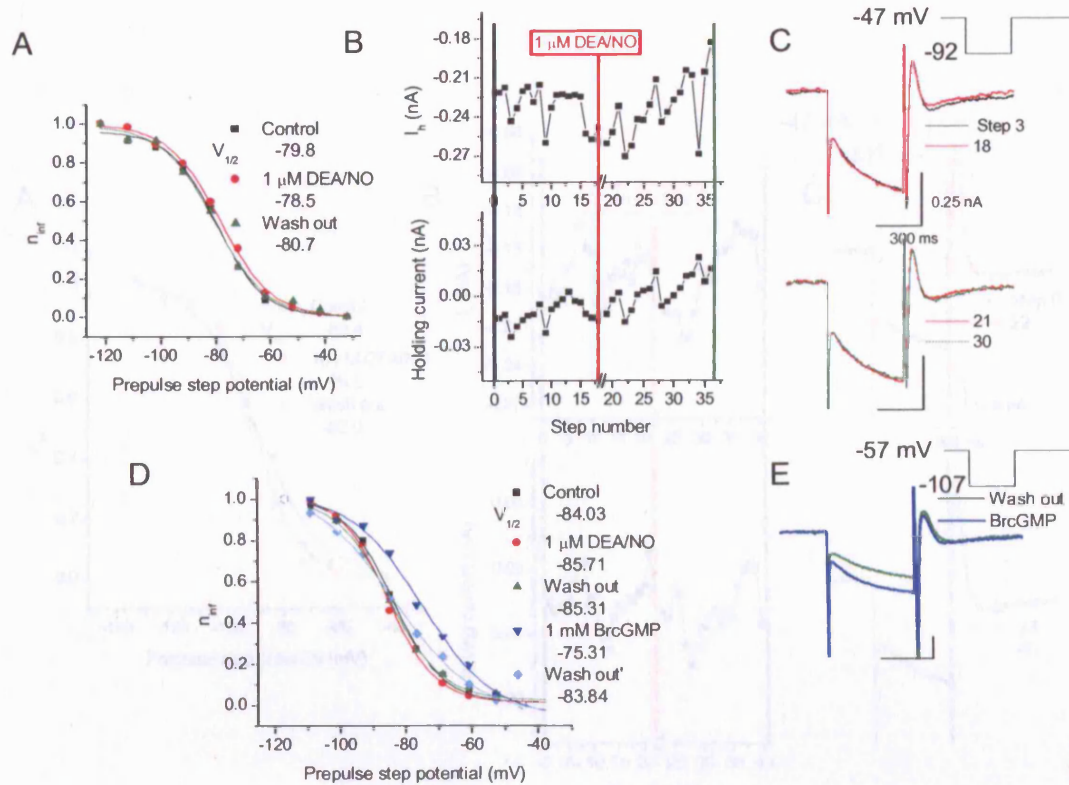 A
1.0
0.8
0.6
0.4
0.2
0.0
n inf
-120 -100 -80 -60 -40
Prepulse step potential (mV)
V 1/2
Control
-79.8
1 μM DEA/NO
-78.5
Wash out
-80.7
B
1 μM DEA/NO
-0.18
-0.21
-0.24
-0.27
I h (nA)
0 5 10 15 20 25 30 35
0.03
0.00
-0.03
Holding current (nA)
0 5 10 15 20 25 30 35
Step number
C
-47 mV
-92
Step 3
18
0.25 nA
300 ms
21
30
D
1.0
0.8
0.6
0.4
0.2
0.0
n inf
-120 -100 -80 -60 -40
Prepulse step potential (mV)
V 1/2
Control
-84.03
1 μM DEA/NO
-85.71
Wash out
-85.31
1 mM BrcGMP
-75.31
Wash out'
-83.84
E
-57 mV
-107
Wash out
BrcGMP